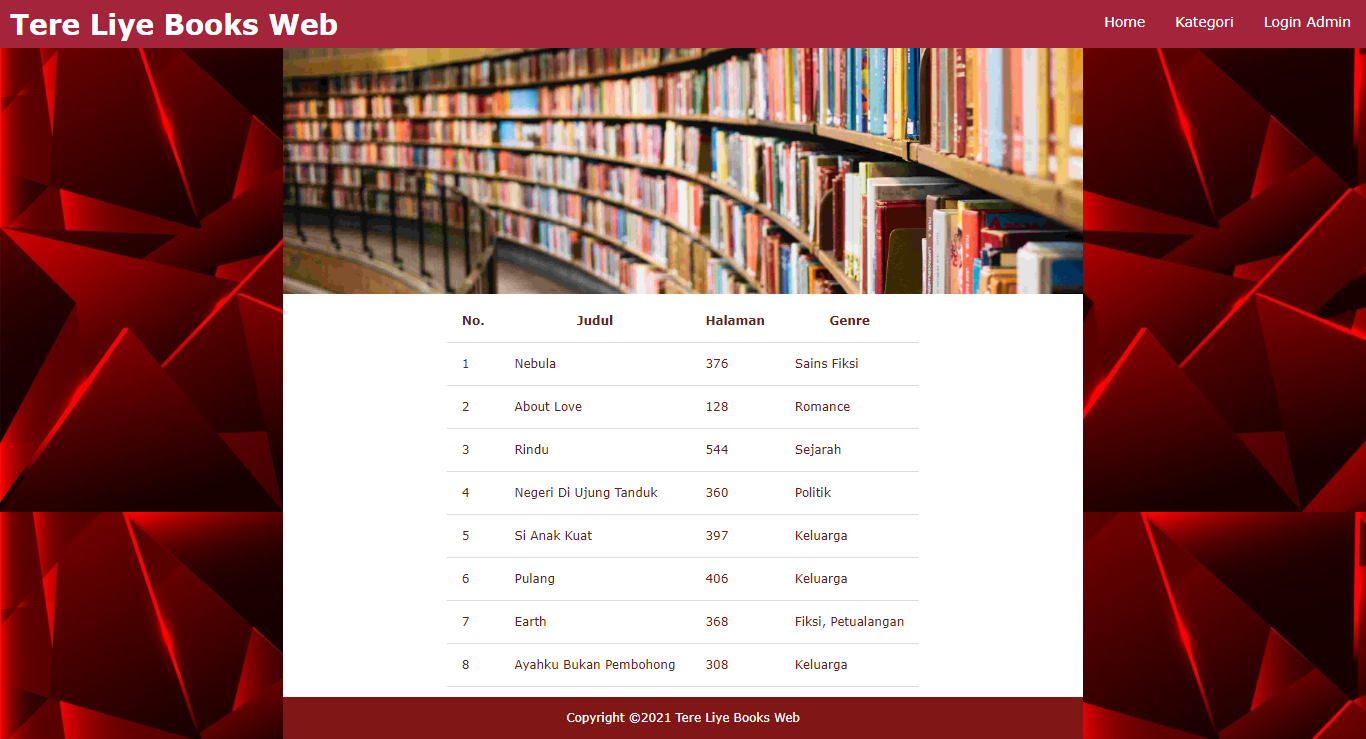 Tere Liye Books Web
Home Kategori Login Admin
No. Judul Halaman Genre
1 Nebula 376 Sains Fiksi
2 About Love 128 Romance
3 Rindu 544 Sejarah
4 Negeri Di Ujung Tanduk 360 Politik
5 Si Anak Kuat 397 Keluarga
6 Pulang 406 Keluarga
7 Earth 368 Fiksi, Petualangan
8 Ayahku Bukan Pembohong 308 Keluarga
Copyright ©2021 Tere Liye Books Web